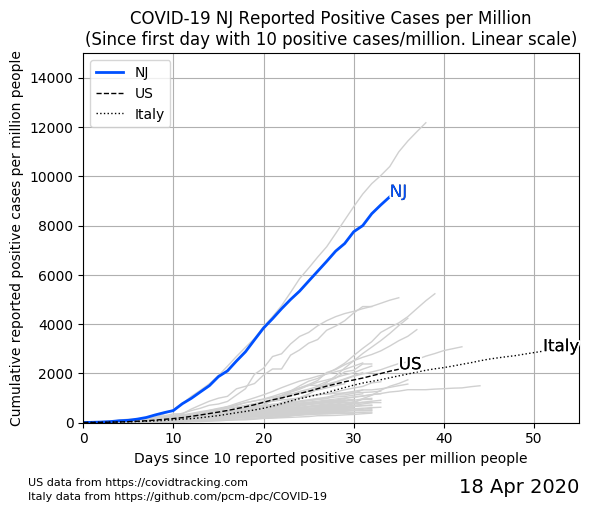 COVID-19 NJ Reported Positive Cases per Million
(Since first day with 10 positive cases/million. Linear scale)
Cumulative reported positive cases per million people
14000
12000
10000
8000
6000
4000
2000
0
NJ
US
Italy
NJ
US
Italy
0 10 20 30 40 50
Days since 10 reported positive cases per million people
US data from https://covidtracking.com
Italy data from https://github.com/pcm-dpc/COVID-19
18 Apr 2020